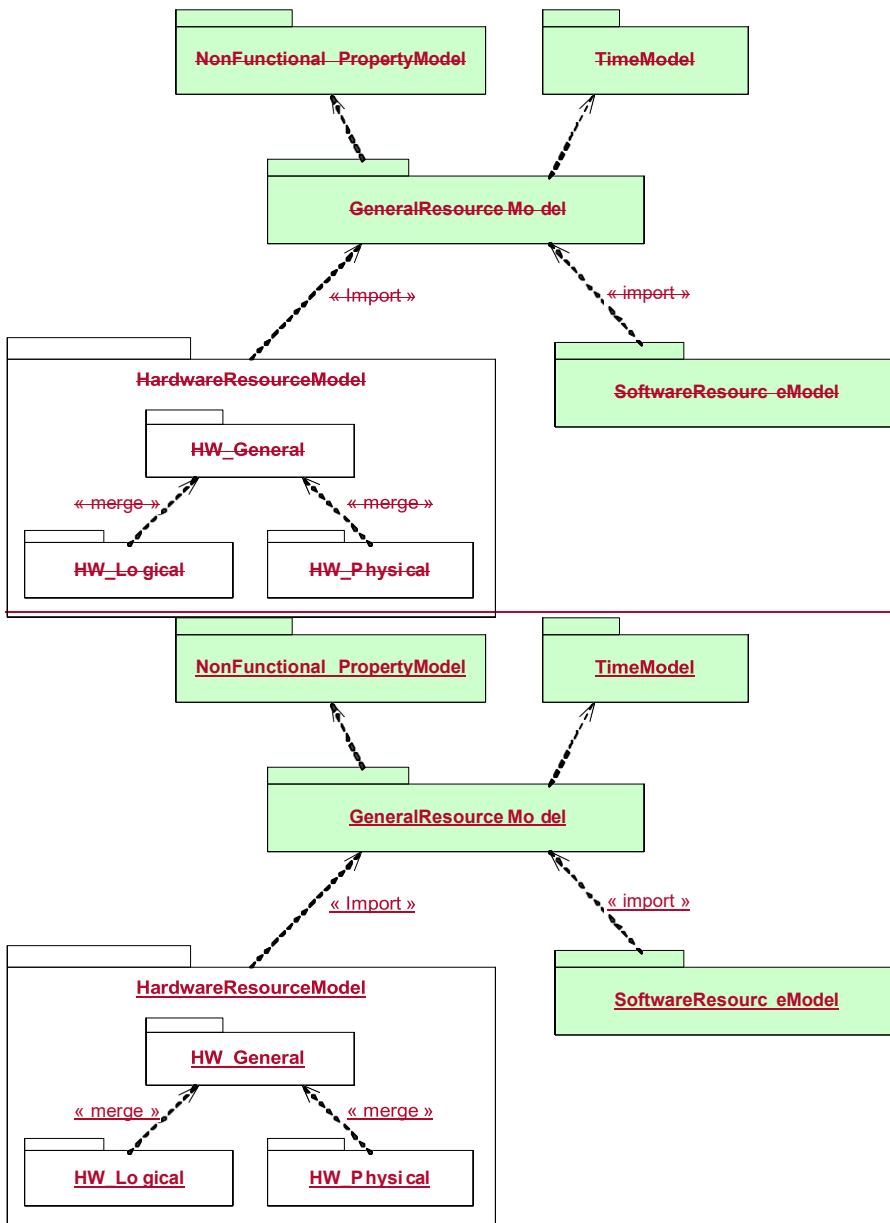 NonFunctional_PropertyModel
TimeModel
GeneralResource Mo del
« Import »
« import »
HardwareResourceModel
SoftwareResourc eModel
HW_General
« merge »
« merge »
HW_Lo gical
HW_P hysi cal
NonFunctional_PropertyModel
TimeModel
GeneralResource Mo del
« Import »
« import »
HardwareResourceModel
SoftwareResourc eModel
HW_General
« merge »
« merge »
HW_Lo gical
HW_P hysi cal